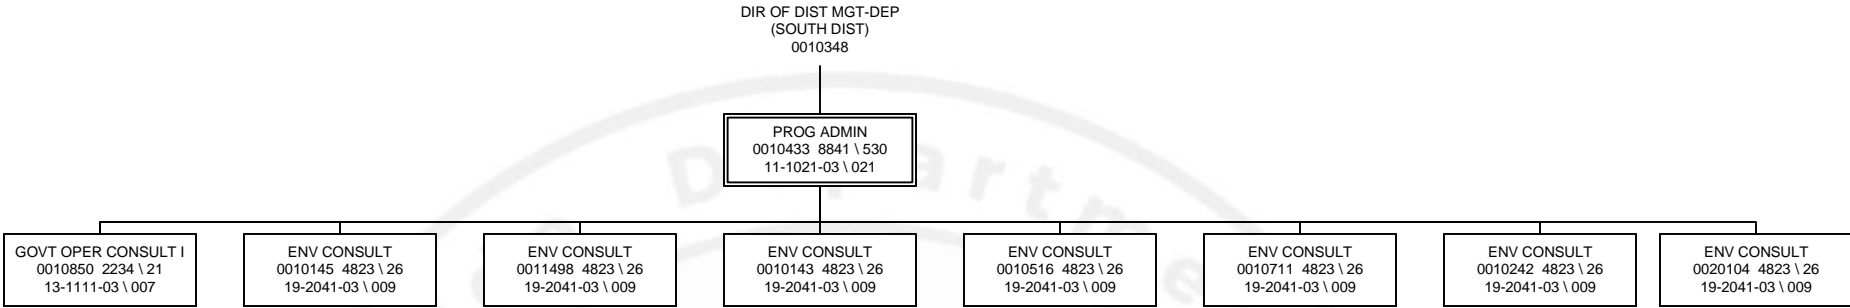 DIR OF DIST MGT-DEP
(SOUTH DIST)
0010348
PROG ADMIN
0010433 8841 \ 530
11-1021-03 \ 021
GOVT OPER CONSULT I
0010850 2234 \ 21
13-1111-03 \ 007
ENV CONSULT
0010145 4823 \ 26
19-2041-03 \ 009
ENV CONSULT
0011498 4823 \ 26
19-2041-03 \ 009
ENV CONSULT
0010143 4823 \ 26
19-2041-03 \ 009
ENV CONSULT
0010516 4823 \ 26
19-2041-03 \ 009
ENV CONSULT
0010711 4823 \ 26
19-2041-03 \ 009
ENV CONSULT
0010242 4823 \ 26
19-2041-03 \ 009
ENV CONSULT
0020104 4823 \ 26
19-2041-03 \ 009